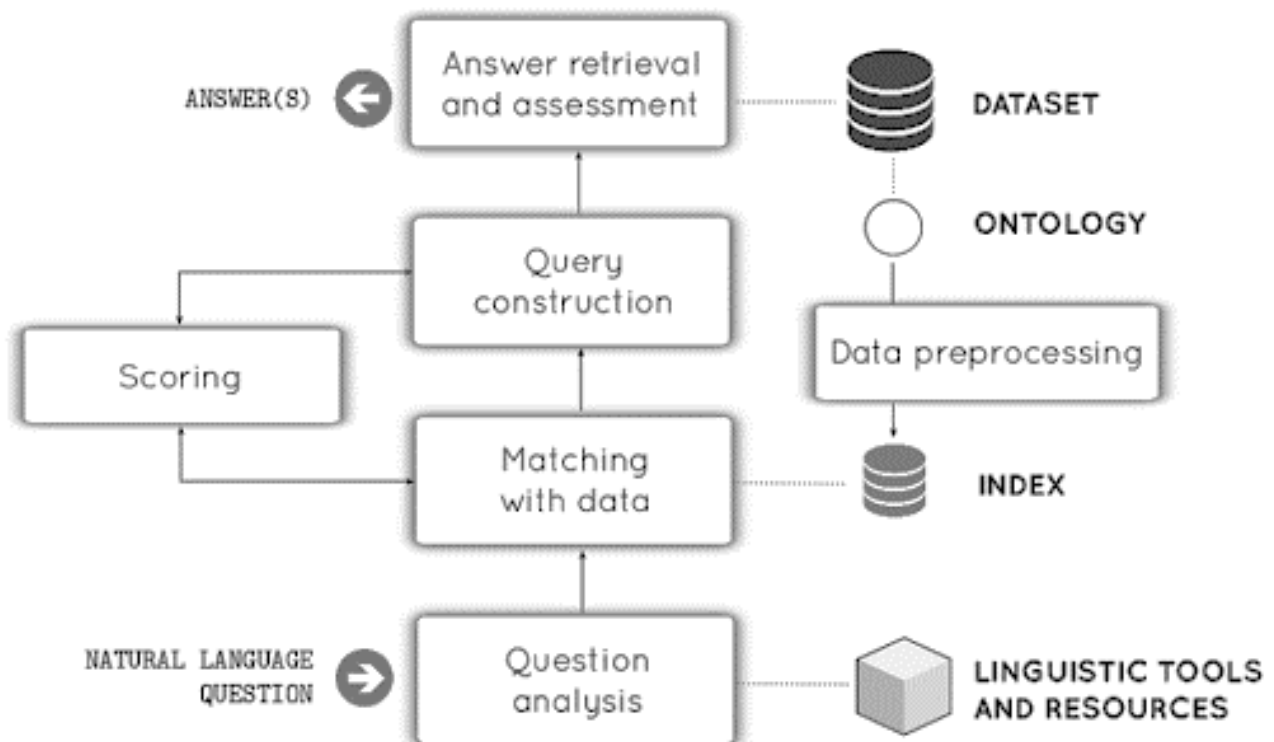 Answer retrieval
and assessment
ANSWER(S)
DATASET
ONTOLOGY
Query
construction
Data preprocessing
Scoring
Matching
with data
INDEX
NATURAL LANGUAGE
QUESTION
Question
analysis
LINGUISTIC TOOLS
AND RESOURCES